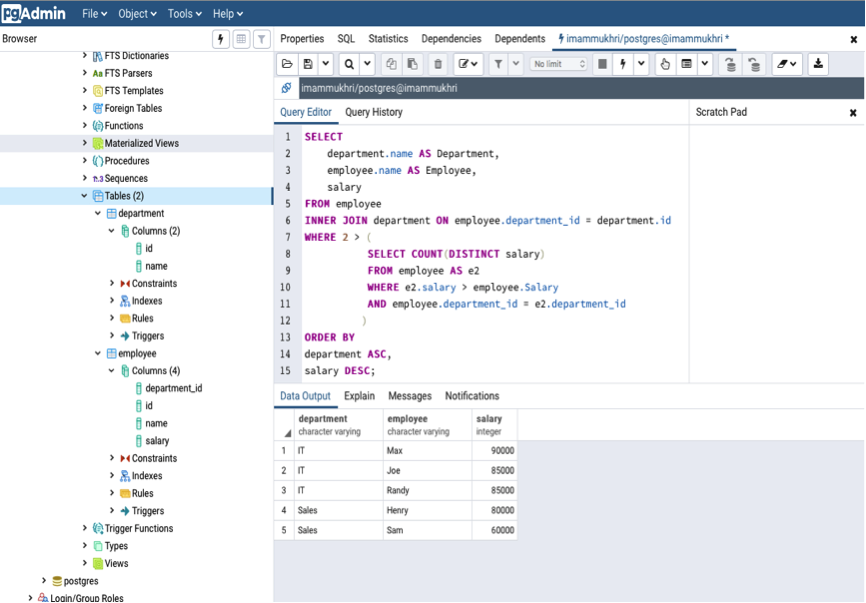 pgAdmin File Object Tools Help
Browser
Properties SQL Statistics Dependencies Dependents imammukhri/postgres@imammukhri *
No limit
imammukhri/postgres@imammukhri
Query Editor Query History
Scratch Pad
FTS Dictionaries
FTS Parsers
FTS Templates
Foreign Tables
Functions
Materialized Views
Procedures
1..3 Sequences
Tables (2)
department
Columns (2)
id
name
Constraints
Indexes
Rules
Triggers
employee
Columns (4)
department_id
id
name
salary
Constraints
Indexes
Rules
Triggers
Trigger Functions
Types
Views
postgres
Login/Group Roles
1 SELECT
2 department.name AS Department,
3 employee.name AS Employee,
4 salary
5 FROM employee
6 INNER JOIN department ON employee.department_id = department.id
7 WHERE 2 > (
8 SELECT COUNT(DISTINCT salary)
9 FROM employee AS e2
10 WHERE e2.salary > employee.Salary
11 AND employee.department_id = e2.department_id
12 )
13 ORDER BY
14 department ASC,
15 salary DESC;
Data Output Explain Messages Notifications
department employee salary
character varying character varying integer
1 IT Max 90000
2 IT Joe 85000
3 IT Randy 85000
4 Sales Henry 80000
5 Sales Sam 60000